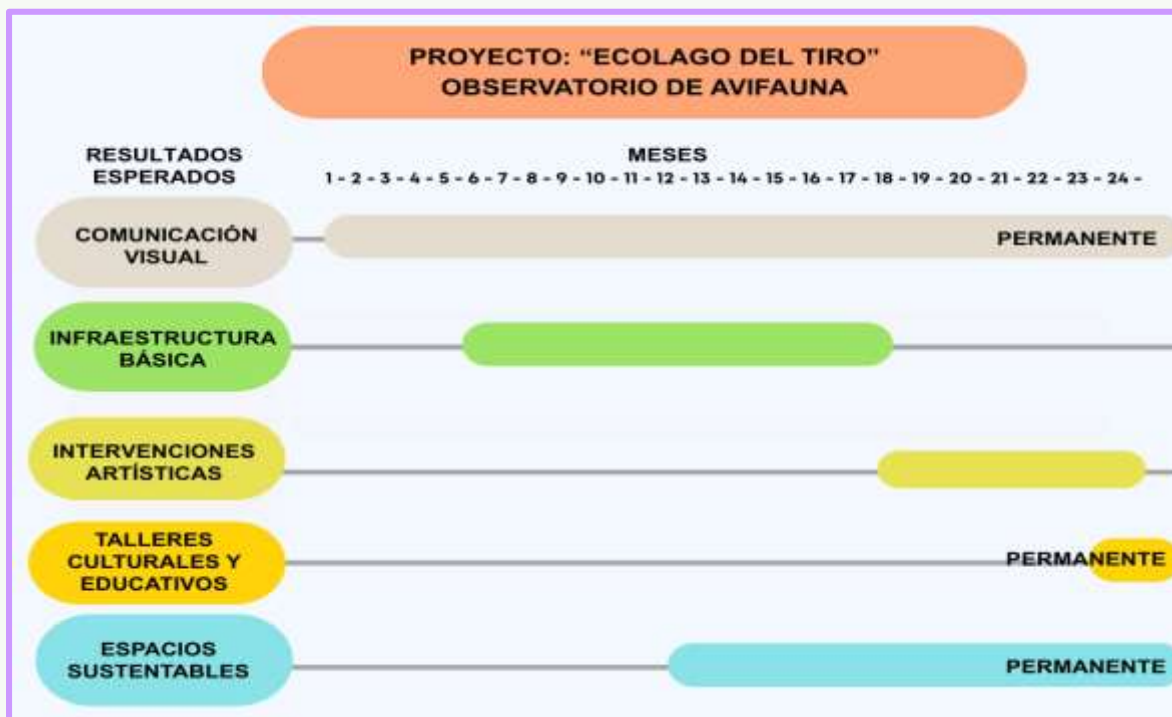 PROYECTO: “ECOLAGO DEL TIRO”
OBSERVATORIO DE AVIFAUNA
RESULTADOS
ESPERADOS
MESES
1 - 2 - 3 - 4 - 5 - 6 - 7 - 8 - 9 - 10 - 11 - 12 - 13 - 14 - 15 - 16 - 17 - 18 - 19 - 20 - 21 - 22 - 23 - 24 -
COMUNICACIÓN
VISUAL
PERMANENTE
INFRAESTRUCTURA
BÁSICA
INTERVENCIONES
ARTÍSTICAS
TALLERES
CULTURALES Y
EDUCATIVOS
PERMANENTE
ESPACIOS
SUSTENTABLES
PERMANENTE